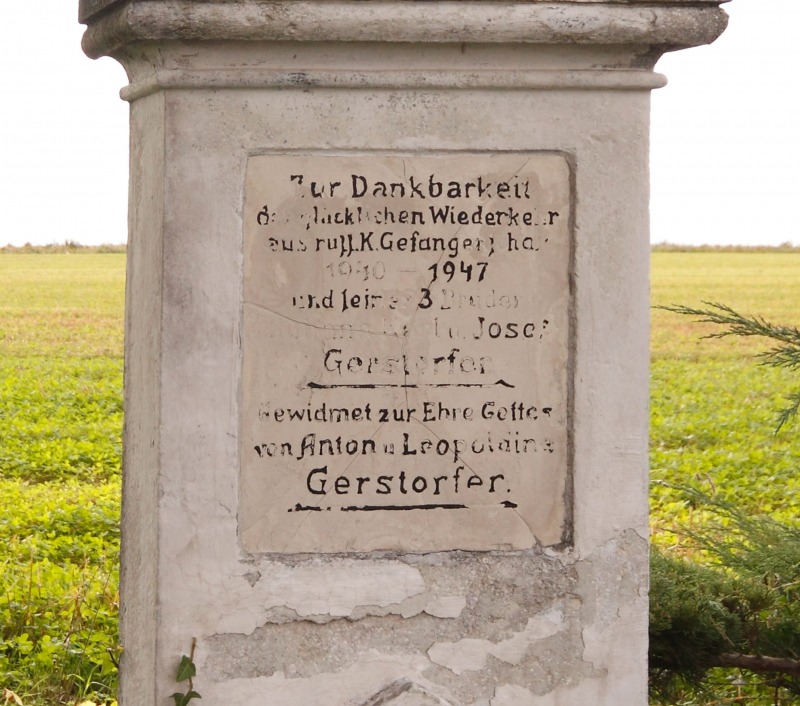 Zur Dankbarkeit
der glücklichen Wiederkehr
aus russ. K. Gefangen
1940 – 1947
und seiner 3 Brüder
Josef
Gerstorfer
Gewidmet zur Ehre Gottes
von Anton u Leopoldine
Gerstorfer.